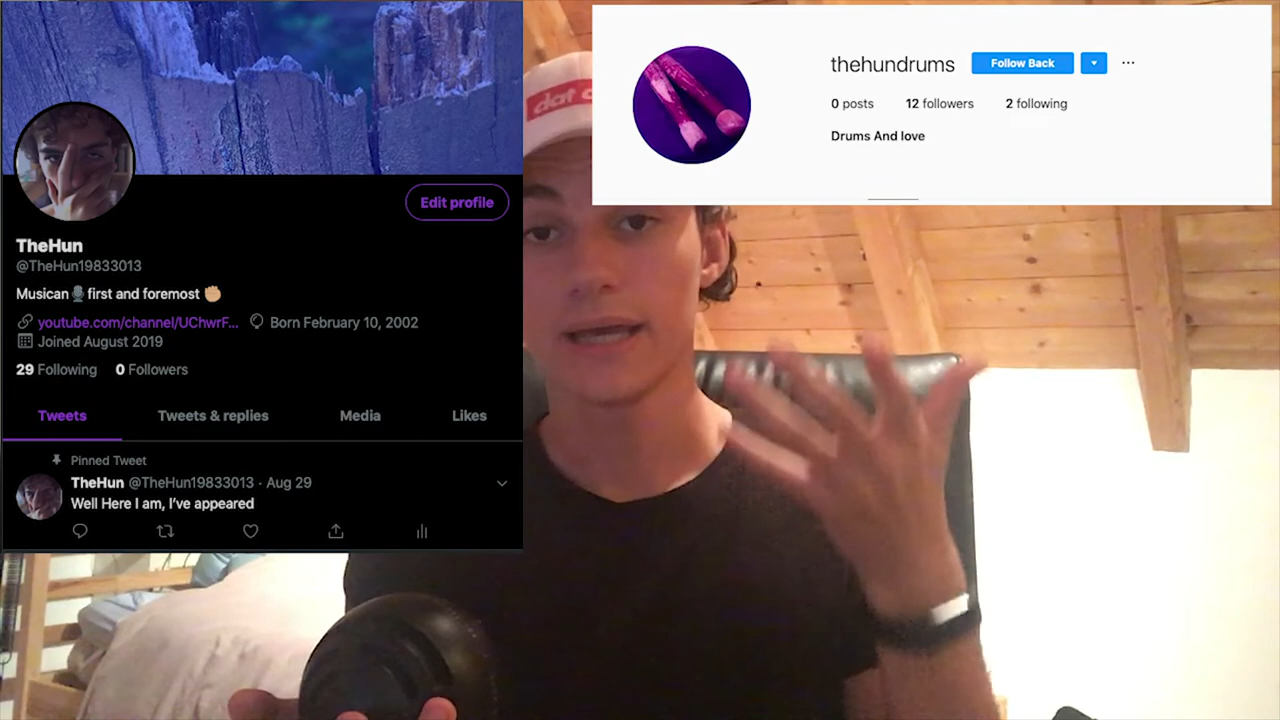 TheHun
@TheHun19833013
Edit profile
Musican🎙️first and foremost ✊🏼
youtube.com/channel/UChwrF... Born February 10, 2002
Joined August 2019
29 Following 0 Followers
Tweets Tweets & replies Media Likes
Pinned Tweet
TheHun @TheHun19833013 · Aug 29
Well Here I am, I've appeared
dat
thehundrums Follow Back ...
0 posts 12 followers 2 following
Drums And love